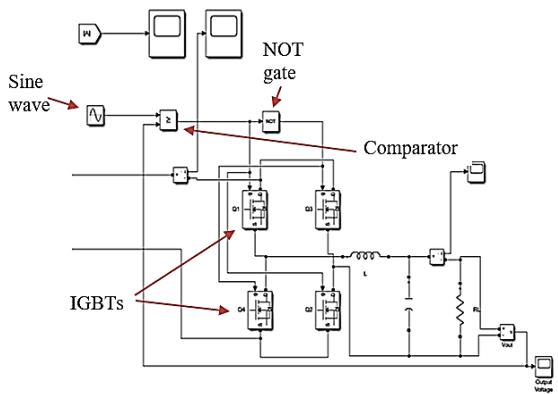 NOT
gate
Sine
wave
≥
NOT
Comparator
Q1
Q3
IGBTs
L
Q4
Q2
RL
Vout
Output
Voltage